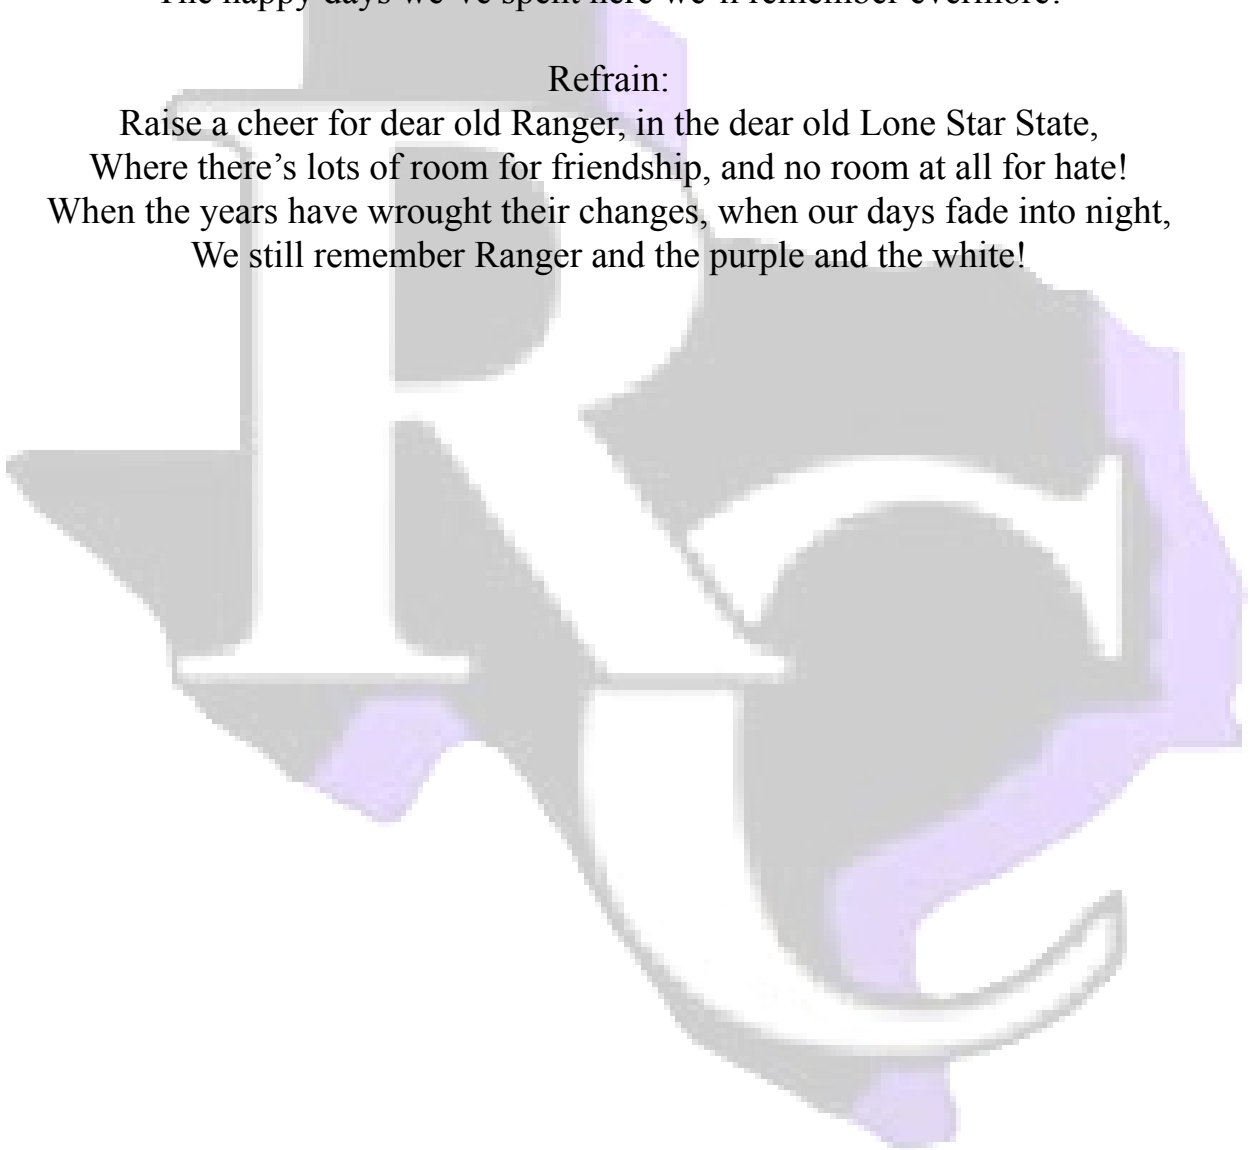 The happy days we've spent here we'll remember evermore!
Refrain:
Raise a cheer for dear old Ranger, in the dear old Lone Star State,
Where there’s lots of room for friendship, and no room at all for hate!
When the years have wrought their changes, when our days fade into night,
We still remember Ranger and the purple and the white!
RC